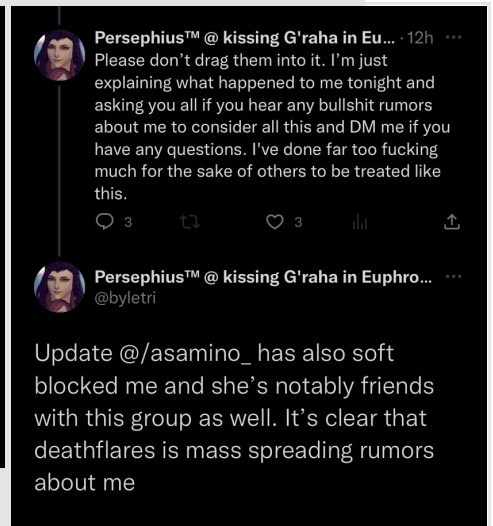 Persephius™ @ kissing G'raha in Eu... · 12h ···
Please don’t drag them into it. I’m just
explaining what happened to me tonight and
asking you all if you hear any bullshit rumors
about me to consider all this and DM me if you
have any questions. I've done far too fucking
much for the sake of others to be treated like
this.
3 3
Persephius™ @ kissing G'raha in Euphro... ···
@byletri
Update @/asamino_ has also soft
blocked me and she’s notably friends
with this group as well. It’s clear that
deathflares is mass spreading rumors
about me